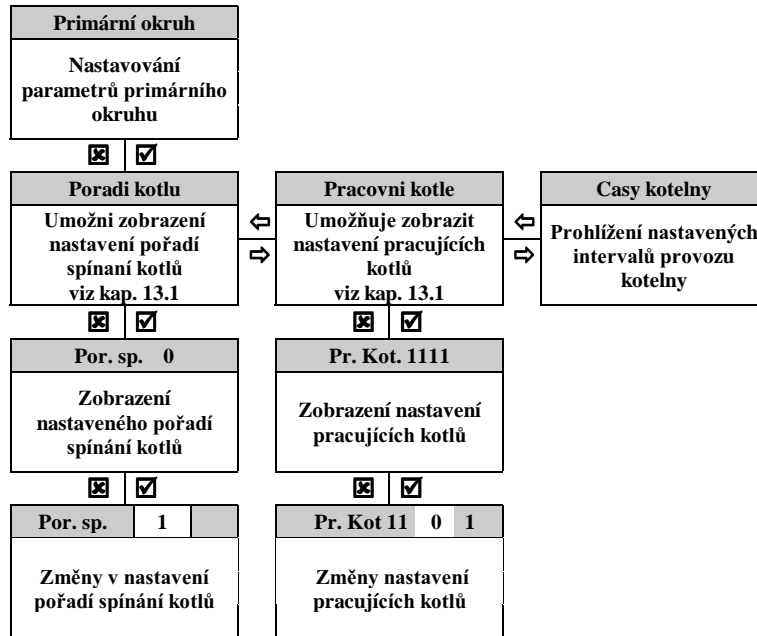 Primární okruh
Nastavování
parametrů primárního
okruhu
Poradi kotlu
Umožni zobrazení
nastavení pořadí
spínaní kotlů
viz kap. 13.1
Pracovni kotle
Umožňuje zobrazit
nastavení pracujících
kotlů
viz kap. 13.1
Casy kotelny
Prohlížení nastavených
intervalů provozu
kotelny
Por. sp. 0
Zobrazení
nastaveného pořadí
spínání kotlů
Pr. Kot. 1111
Zobrazení nastavení
pracujících kotlů
Por. sp. 1
Změny v nastavení
pořadí spínání kotlů
Pr. Kot 11 0 1
Změny nastavení
pracujících kotlů